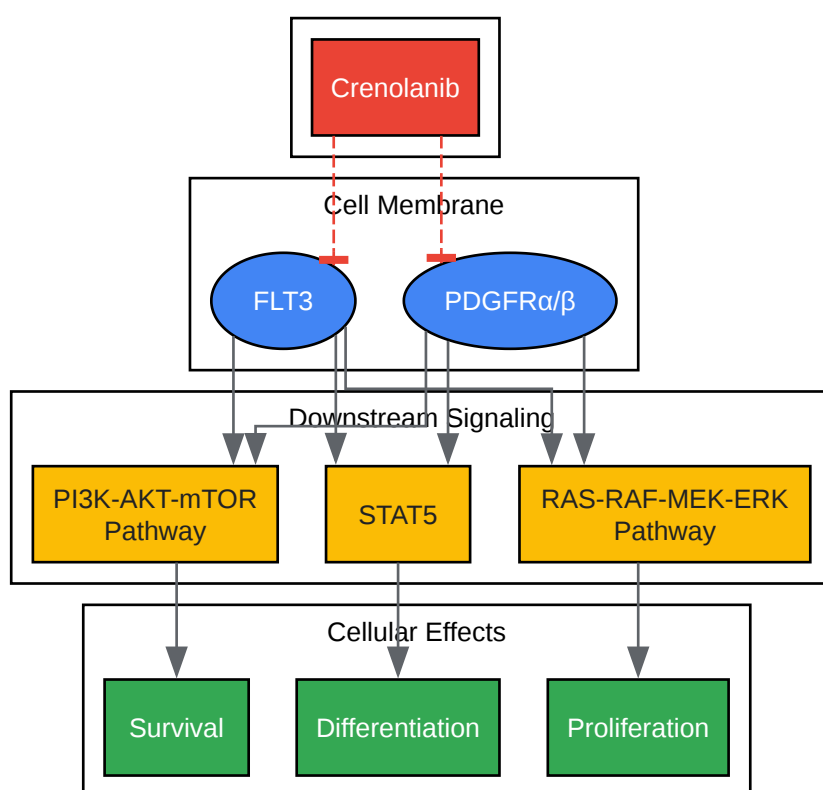 Crenolanib
Cell Membrane
FLT3
PDGFRα/β
Downstream Signaling
PI3K-AKT-mTOR
Pathway
STAT5
RAS-RAF-MEK-ERK
Pathway
Cellular Effects
Survival
Differentiation
Proliferation